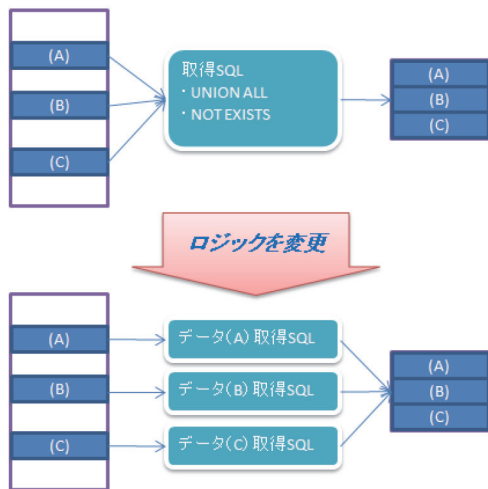 (A)
(B)
(C)
取得SQL
・UNION ALL
・NOT EXISTS
(A)
(B)
(C)
ロジックを変更
(A)
(B)
(C)
データ(A) 取得SQL
データ(B) 取得SQL
データ(C) 取得SQL
(A)
(B)
(C)